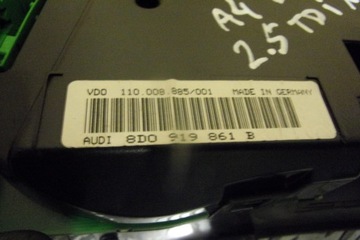 A4
2.5 TDI
VDO 110.008.885/001 MADE IN GERMANY
AUDI 8D0 919 861 B